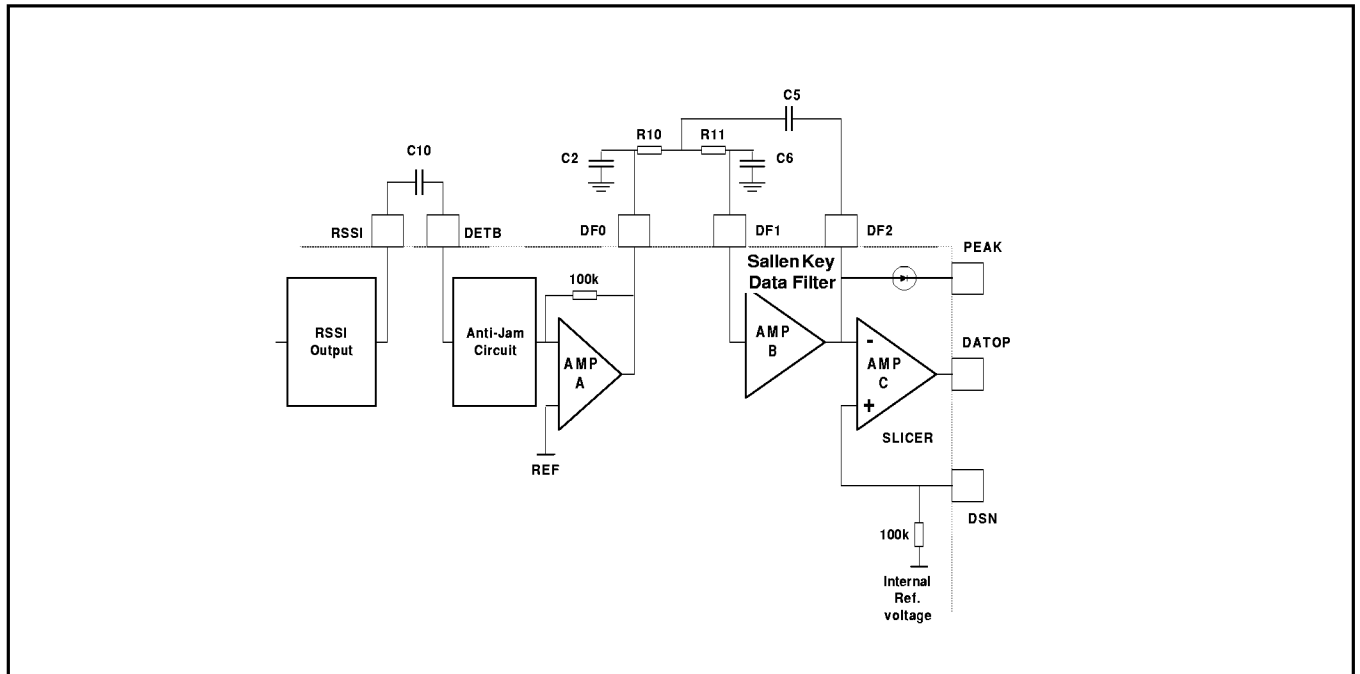 C5
R10
R11
C10
C2
C6
RSSI
DETB
DF0
DF1
DF2
PEAK
Sallen Key
Data Filter
100k
RSSI
Output
Anti-Jam
Circuit
AMP
A
AMP
B
-
AMP
C
+
DATOP
SLICER
REF
DSN
100k
Internal
Ref.
voltage